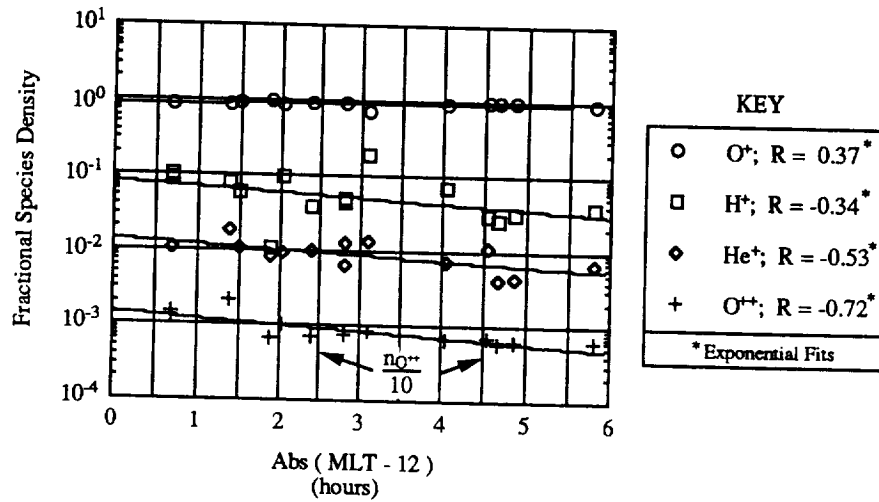 Fractional Species Density
10¹
10⁰
10⁻¹
10⁻²
10⁻³
10⁻⁴
0 1 2 3 4 5 6
Abs ( MLT - 12 )
(hours)
nO⁺⁺
10
KEY
O⁺; R = 0.37*
H⁺; R = -0.34*
He⁺; R = -0.53*
O⁺⁺; R = -0.72*
* Exponential Fits